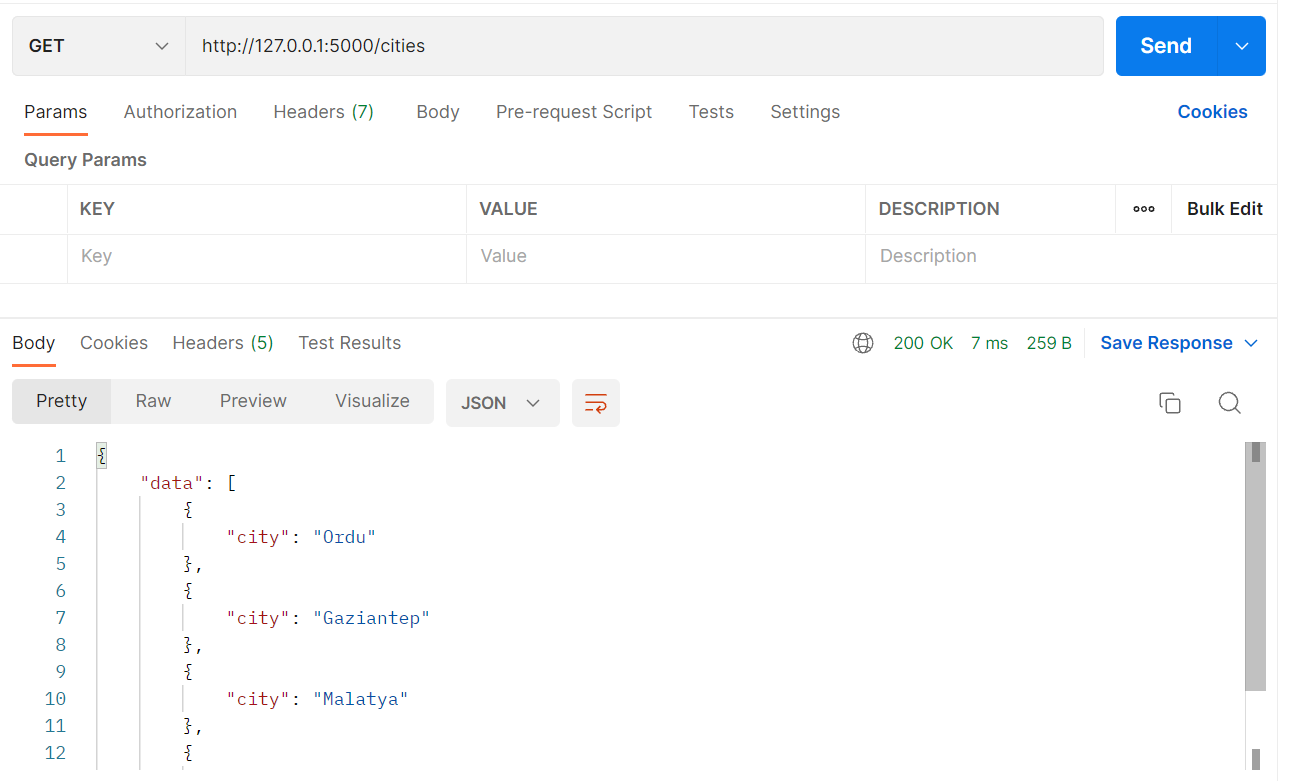 GET http://127.0.0.1:5000/cities Send
Params Authorization Headers (7) Body Pre-request Script Tests Settings Cookies
Query Params
KEY VALUE DESCRIPTION ooo Bulk Edit
Key Value Description
Body Cookies Headers (5) Test Results 200 OK 7 ms 259 B Save Response
Pretty Raw Preview Visualize JSON
1 {
2 "data": [
3 {
4 "city": "Ordu"
5 },
6 {
7 "city": "Gaziantep"
8 },
9 {
10 "city": "Malatya"
11 },
12 {